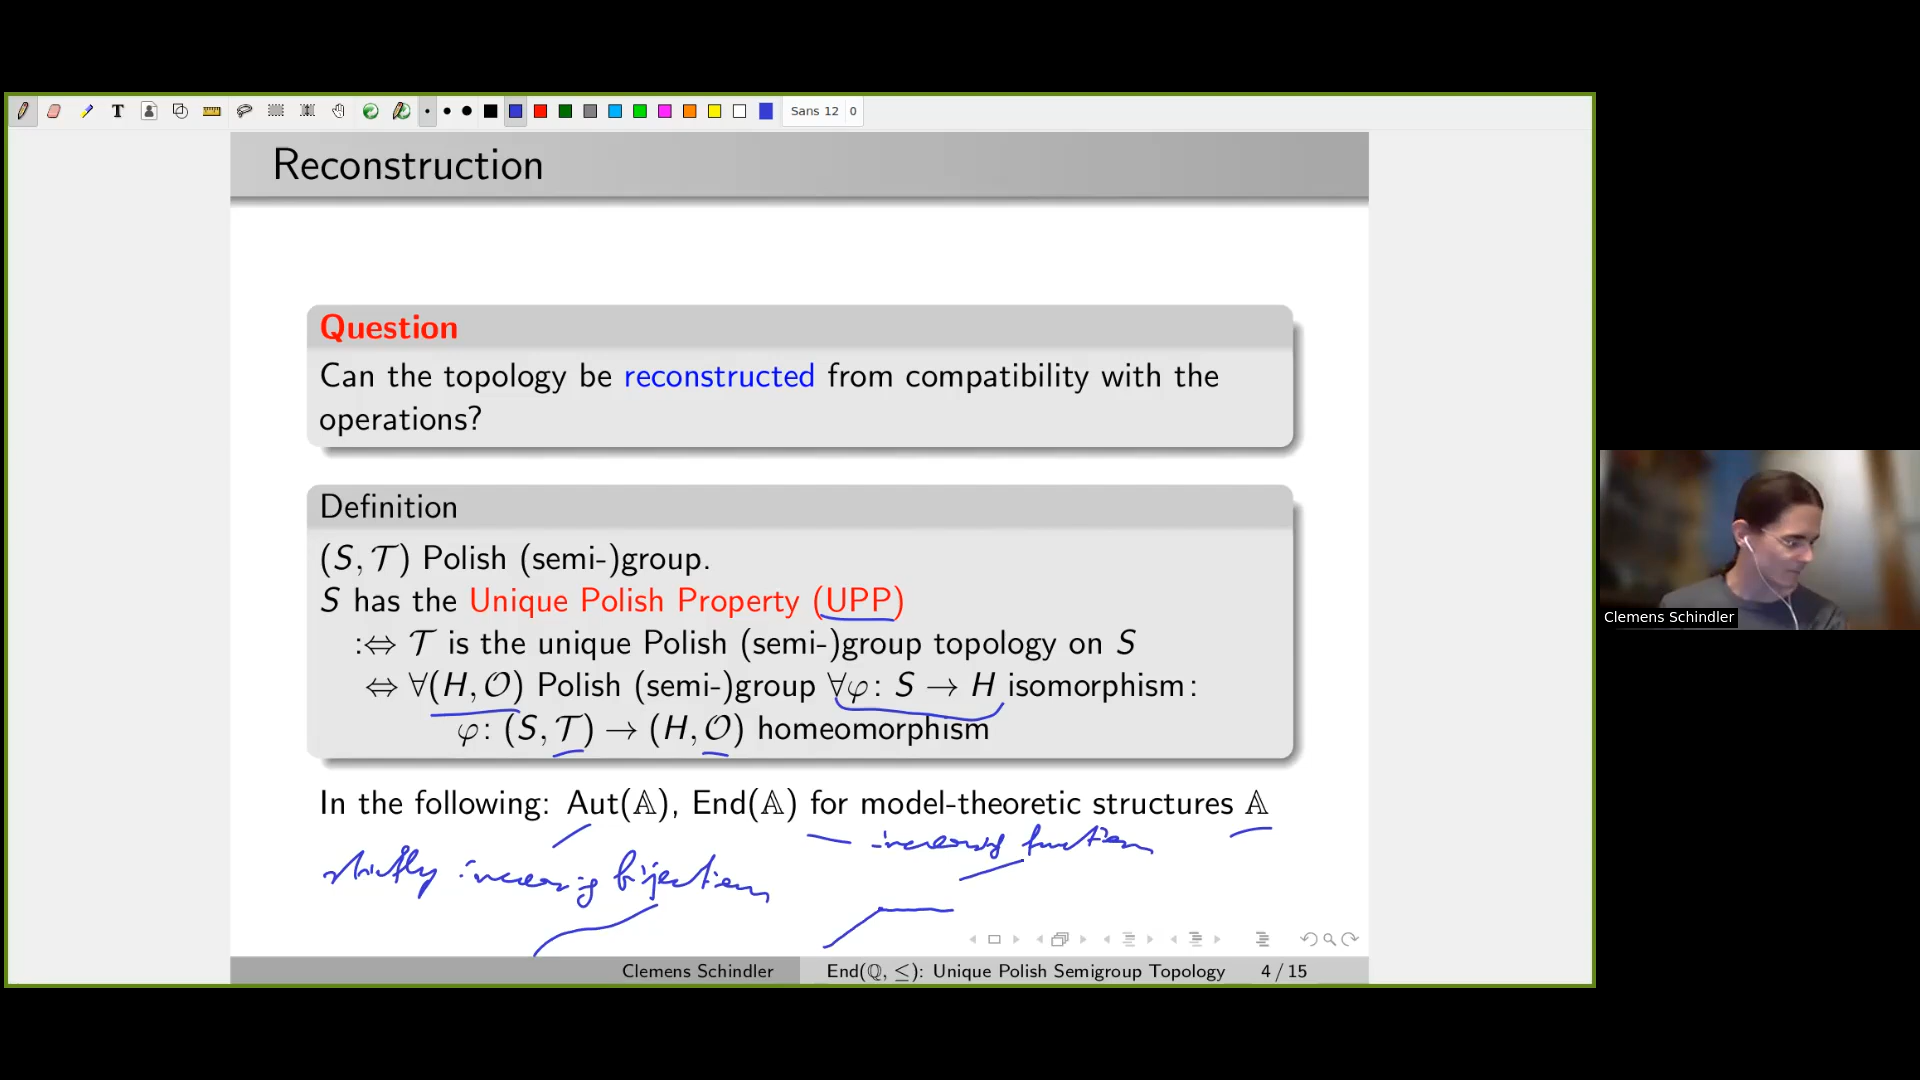 T Sans 12 0
Reconstruction
Question
Can the topology be reconstructed from compatibility with the
operations?
Definition
(S, 𝒯) Polish (semi-)group.
S has the Unique Polish Property (UPP)
:⇔ 𝒯 is the unique Polish (semi-)group topology on S
⇔ ∀(H, 𝒪) Polish (semi-)group ∀φ: S → H isomorphism:
φ: (S, 𝒯) → (H, 𝒪) homeomorphism
In the following: Aut(𝔸), End(𝔸) for model-theoretic structures 𝔸
increasing function
strictly increasing bijection
Clemens Schindler End(ℚ, ≤): Unique Polish Semigroup Topology 4 / 15
Clemens Schindler